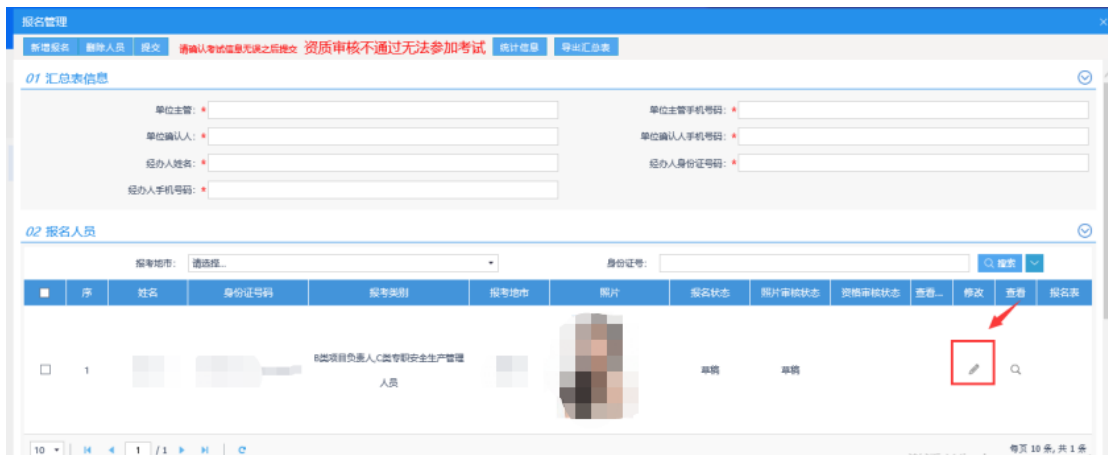 报名管理
新增报名 删除人员 提交 请确认考试信息无误之后提交 资质审核不通过无法参加考试 统计信息 导出汇总表
01 汇总表信息
单位主管: * 单位主管手机号码: *
单位确认人: * 单位确认人手机号码: *
经办人姓名: * 经办人身份证号码: *
经办人手机号码: *
02 报名人员
报考地市: 请选择... 身份证号: 搜索
序 姓名 身份证号码 报考类别 报考地市 照片 报名状态 照片审核状态 资格审核状态 查看... 修改 查看 报名表
1 B类项目负责人,C类专职安全生产管理 草稿 草稿
人员
10 1 /1 每页 10 条,共 1 条